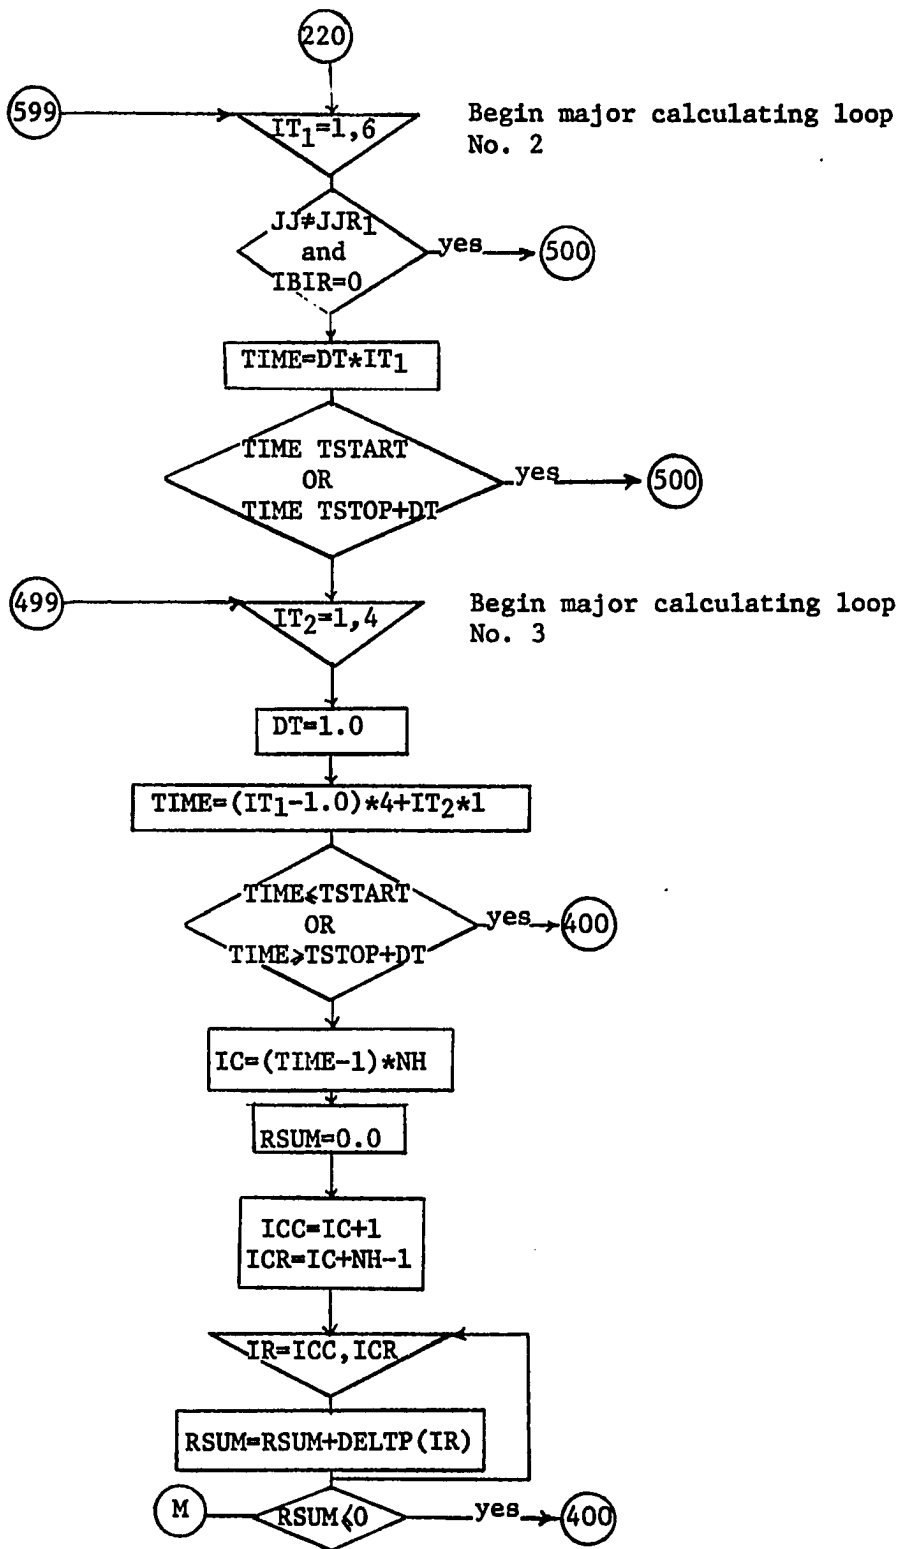 220
599
IT₁=1,6
Begin major calculating loop
No. 2
JJ≠JJR₁
and
IBIR=0
yes
500
TIME=DT*IT₁
TIME TSTART
OR
TIME TSTOP+DT
yes
500
499
IT₂=1,4
Begin major calculating loop
No. 3
DT=1.0
TIME=(IT₁-1.0)*4+IT₂*1
TIME≤TSTART
OR
TIME≥TSTOP+DT
yes
400
IC=(TIME-1)*NH
RSUM=0.0
ICC=IC+1
ICR=IC+NH-1
IR=ICC,ICR
RSUM=RSUM+DELTP(IR)
M
RSUM≤0
yes
400